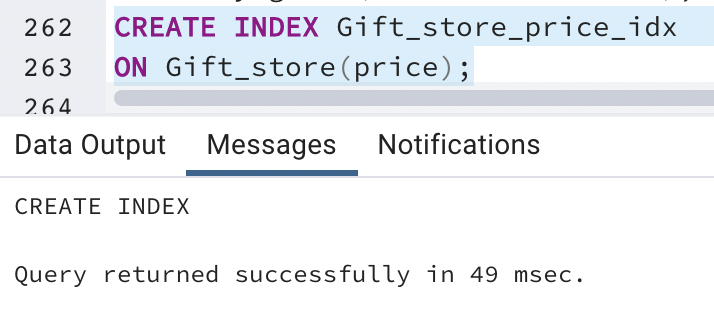 262 CREATE INDEX Gift_store_price_idx
263 ON Gift_store(price);
264
Data Output Messages Notifications
CREATE INDEX
Query returned successfully in 49 msec.